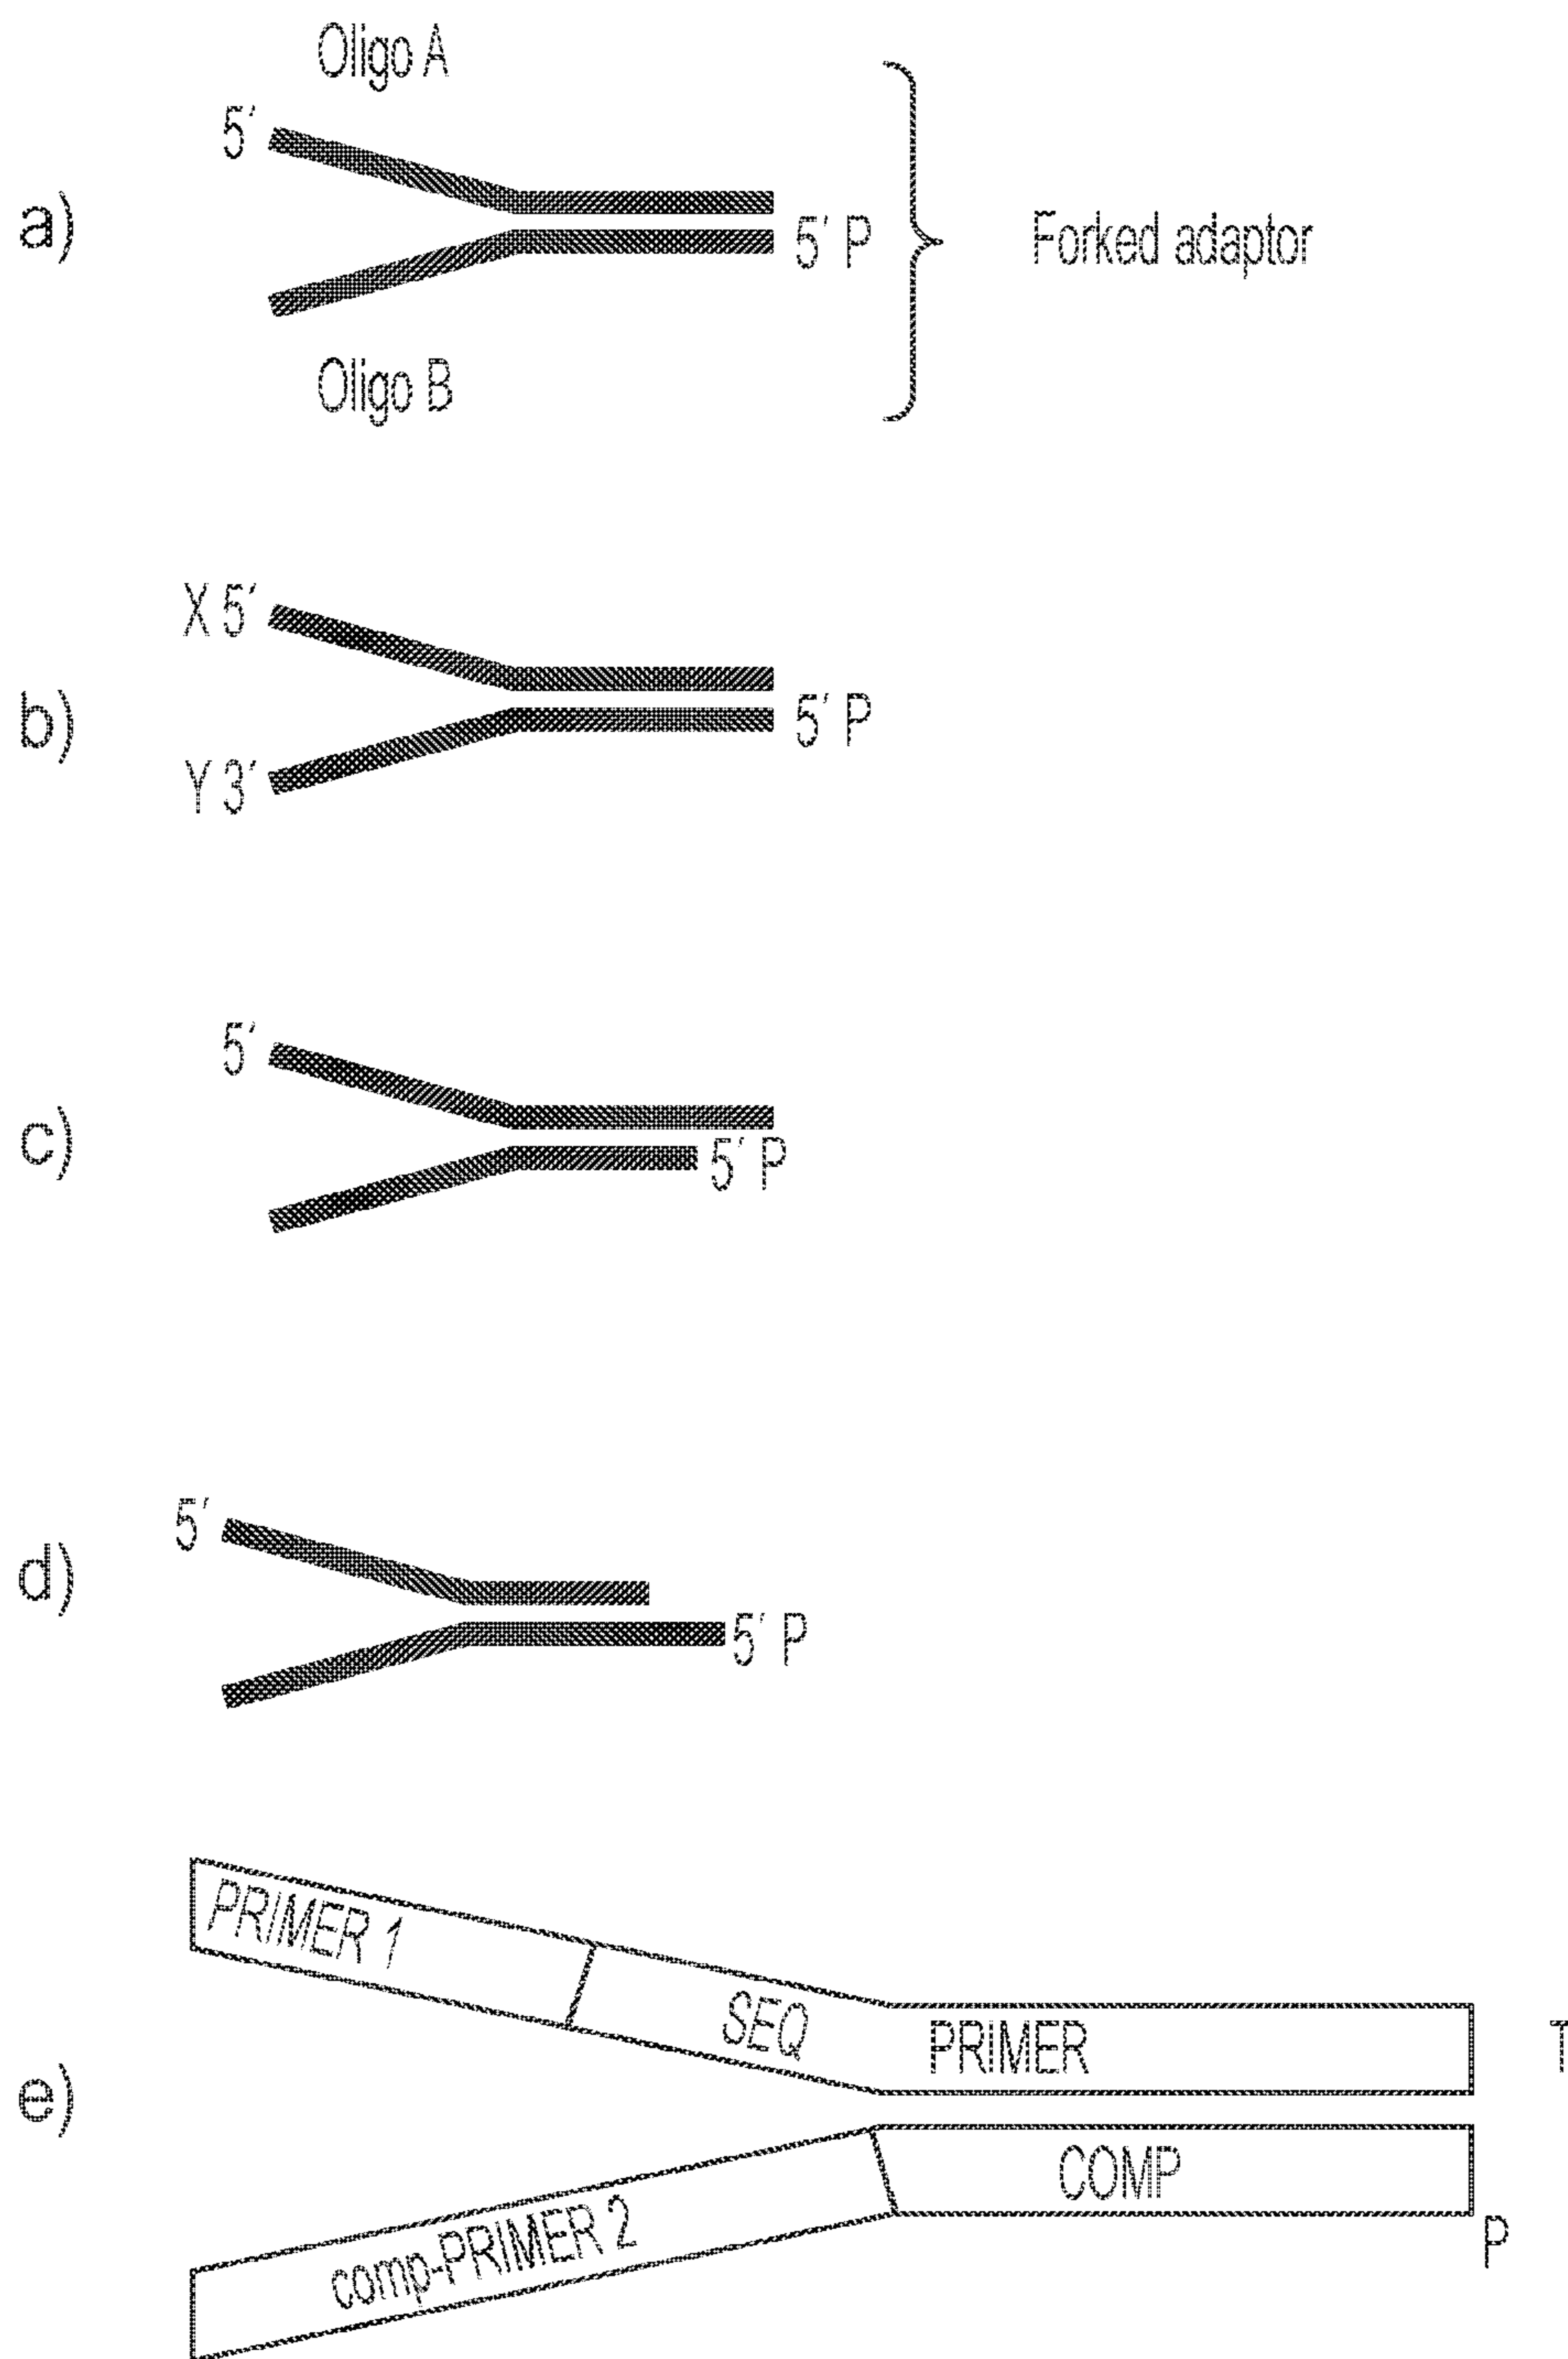 Oligo A
5′
a)
5′ P
Forked adaptor
Oligo B
X 5′
b)
5′ P
Y 3′
5′
c)
5′ P
5′
d)
5′ P
PRIMER 1
SEQ
PRIMER
T
e)
COMP
comp-PRIMER 2
P